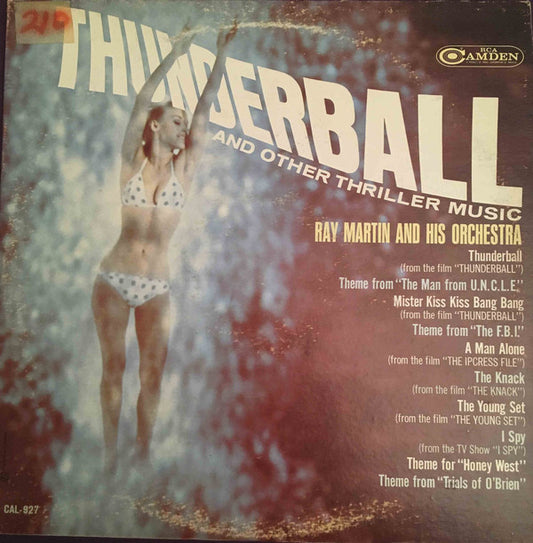 210
THUNDERBALL
AND OTHER THRILLER MUSIC
RCA
CAMDEN
RAY MARTIN AND HIS ORCHESTRA
Thunderball
(from the film "THUNDERBALL")
Theme from "The Man from U.N.C.L.E."
Mister Kiss Kiss Bang Bang
(from the film "THUNDERBALL")
Theme from "The F.B.I."
A Man Alone
(from the film "THE IPCRESS FILE")
The Knack
(from the film "THE KNACK")
The Young Set
(from the film "THE YOUNG SET")
I Spy
(from the TV Show "I SPY")
Theme for "Honey West"
Theme from "Trials of O'Brien"
CAL-927